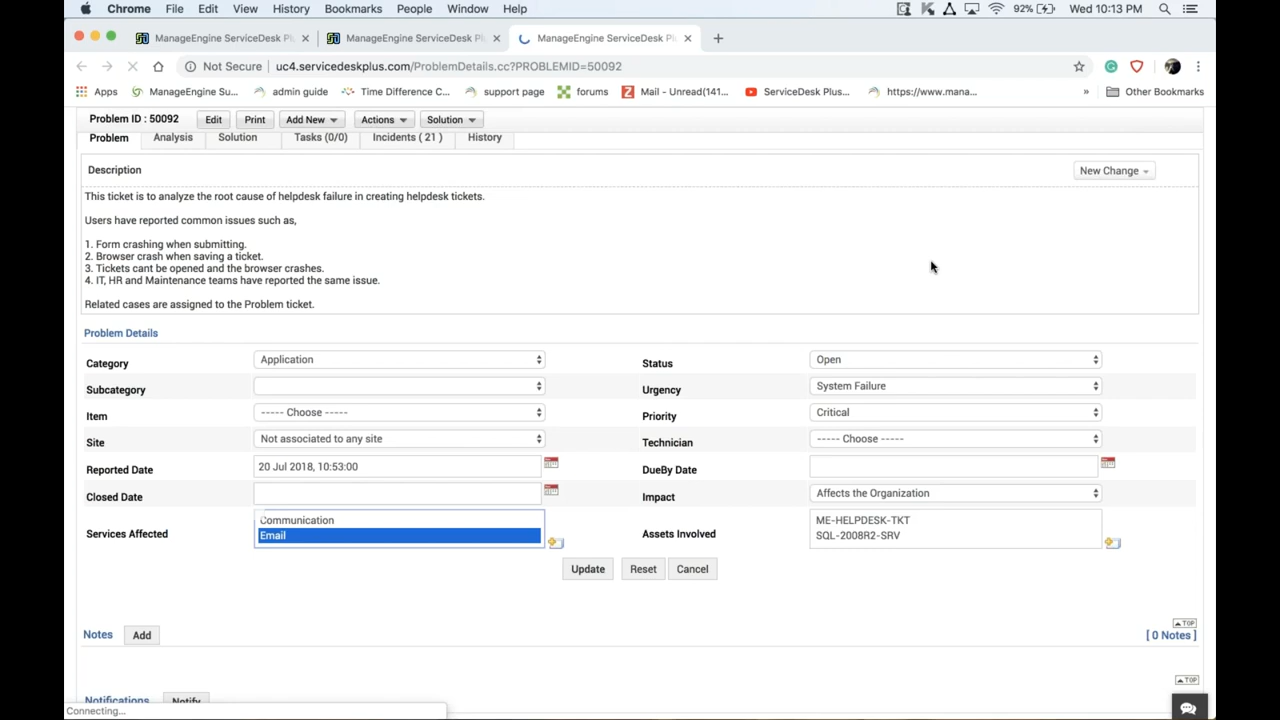 Chrome File Edit View History Bookmarks People Window Help 92% Wed 10:13 PM
ManageEngine ServiceDesk Pl ManageEngine ServiceDesk Pl ManageEngine ServiceDesk Pl
Not Secure uc4.servicedeskplus.com/ProblemDetails.cc?PROBLEMID=50092
Apps ManageEngine Su... admin guide Time Difference C... support page forums Mail - Unread(141... ServiceDesk Plus... https://www.mana... » Other Bookmarks
Problem ID : 50092 Edit Print Add New Actions Solution
Problem Analysis Solution Tasks (0/0) Incidents ( 21 ) History
Description New Change
This ticket is to analyze the root cause of helpdesk failure in creating helpdesk tickets.
Users have reported common issues such as,
1. Form crashing when submitting.
2. Browser crash when saving a ticket.
3. Tickets cant be opened and the browser crashes.
4. IT, HR and Maintenance teams have reported the same issue.
Related cases are assigned to the Problem ticket.
Problem Details
Category Application Status Open
Subcategory Urgency System Failure
Item ----- Choose ----- Priority Critical
Site Not associated to any site Technician ----- Choose -----
Reported Date 20 Jul 2018, 10:53:00 DueBy Date
Closed Date Impact Affects the Organization
Communication ME-HELPDESK-TKT
Services Affected Email Assets Involved SQL-2008R2-SRV
Update Reset Cancel
TOP
Notes Add [ 0 Notes ]
TOP
Notifications Notify
Connecting...